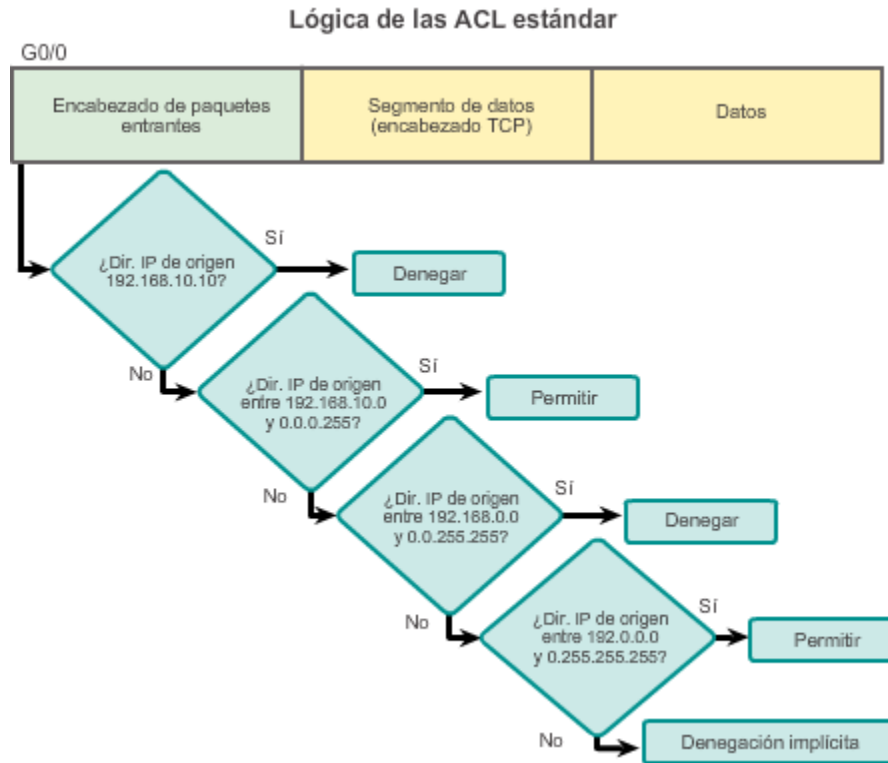 Lógica de las ACL estándar
G0/0
Encabezado de paquetes
entrantes
Segmento de datos
(encabezado TCP)
Datos
¿Dir. IP de origen
192.168.10.10?
Sí
Denegar
No
¿Dir. IP de origen
entre 192.168.10.0
y 0.0.0.255?
Sí
Permitir
No
¿Dir. IP de origen
entre 192.168.0.0
y 0.0.255.255?
Sí
Denegar
No
¿Dir. IP de origen
entre 192.0.0.0
y 0.255.255.255?
Sí
Permitir
No
Denegación implícita